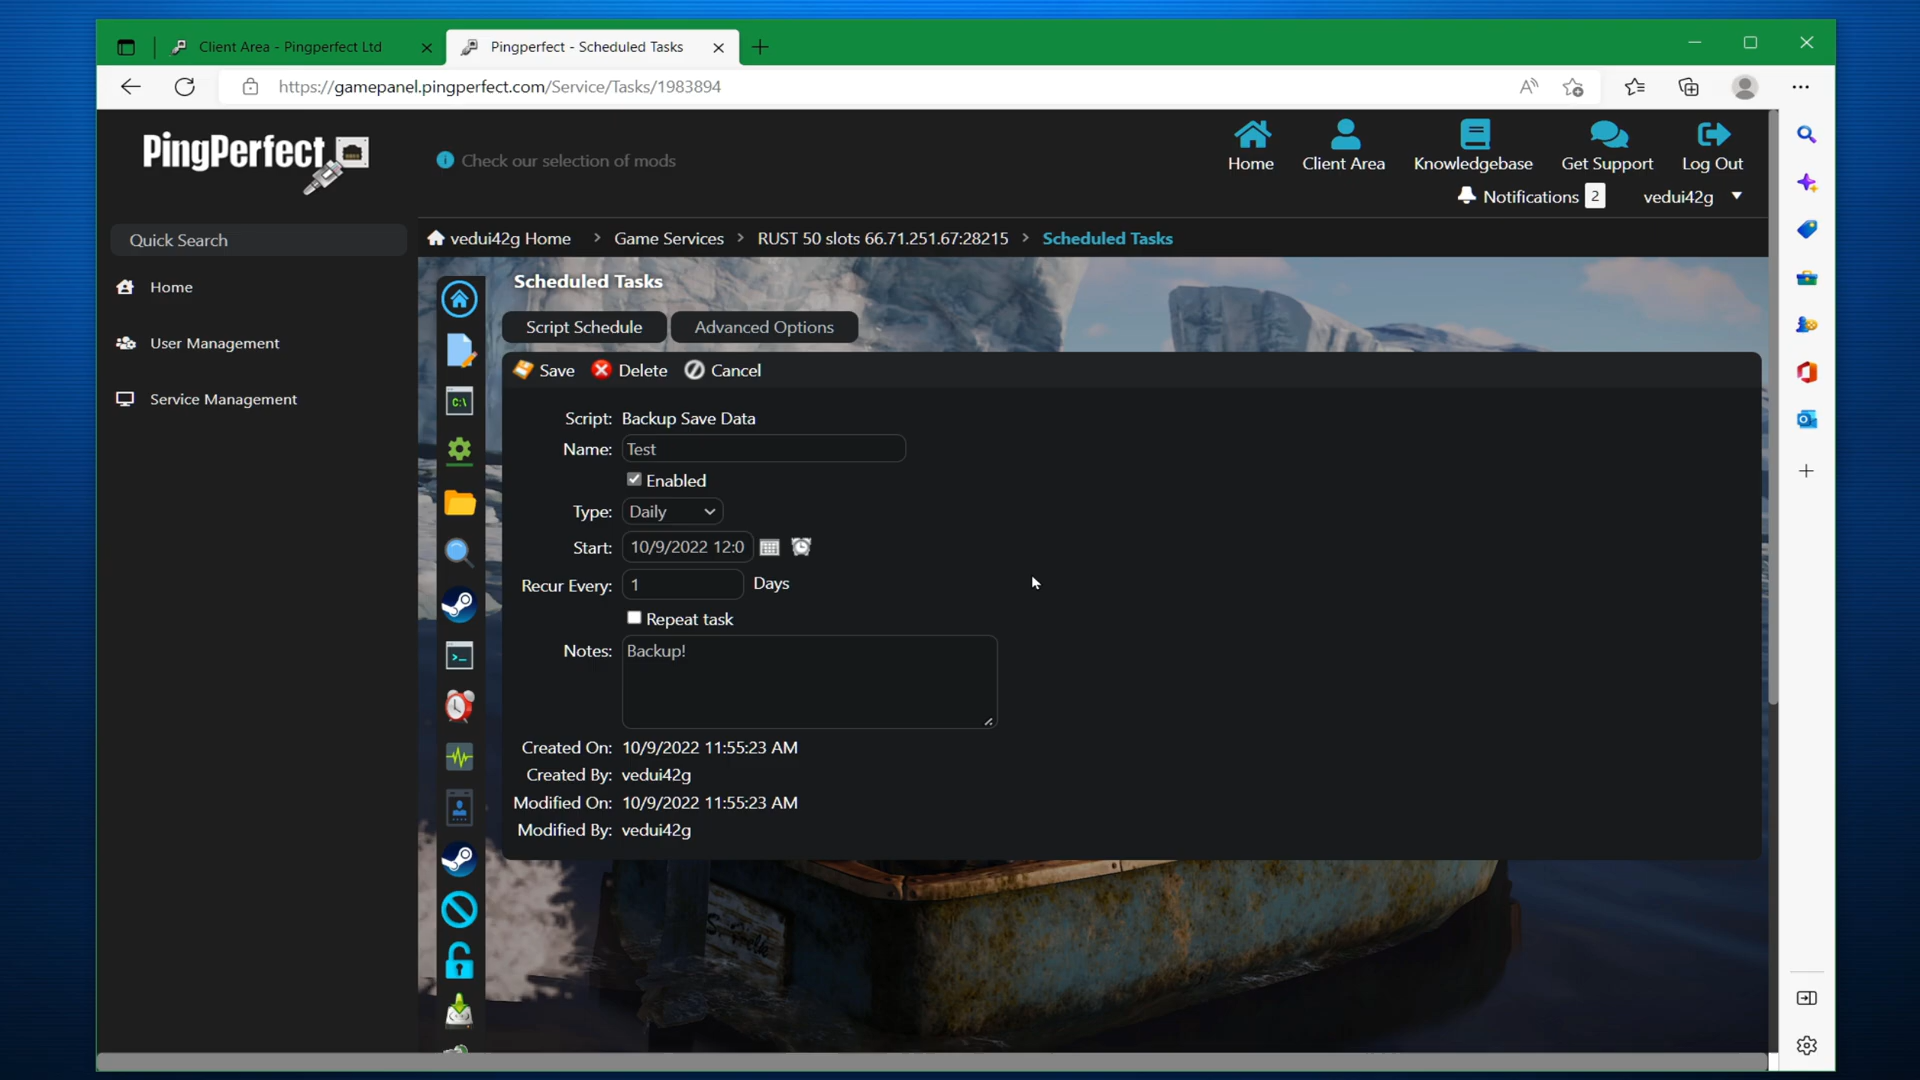 Client Area - Pingperfect Ltd
Pingperfect - Scheduled Tasks
https://gamepanel.pingperfect.com/Service/Tasks/1983894
PingPerfect
Check our selection of mods
Home
Client Area
Knowledgebase
Get Support
Log Out
Notifications 2
vedui42g
Quick Search
Home
User Management
Service Management
vedui42g Home > Game Services > RUST 50 slots 66.71.251.67:28215 > Scheduled Tasks
Scheduled Tasks
Script Schedule
Advanced Options
Save
Delete
Cancel
Script: Backup Save Data
Name: Test
Enabled
Type: Daily
Start: 10/9/2022 12:0
Recur Every: 1 Days
Repeat task
Notes: Backup!
Created On: 10/9/2022 11:55:23 AM
Created By: vedui42g
Modified On: 10/9/2022 11:55:23 AM
Modified By: vedui42g
C:\